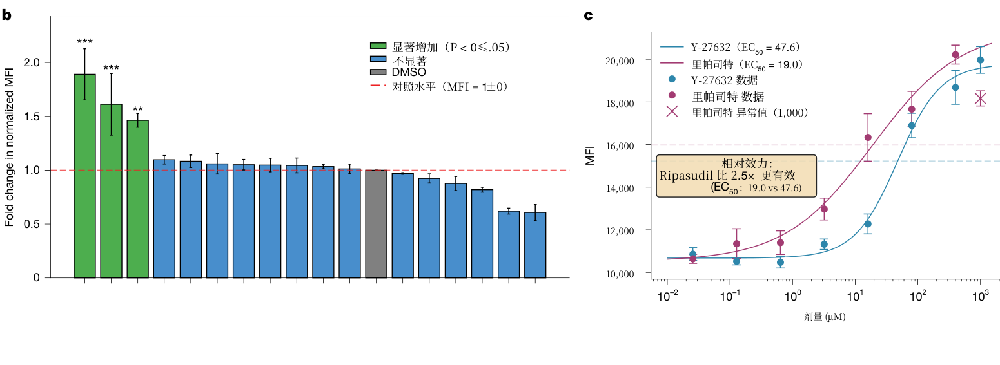 b
Fold change in normalized MFI
2.0
1.5
1.0
0.5
0
***
***
**
显著增加（P < 0⩽.05）
不显著
DMSO
对照水平（MFI = 1±0）
c
MFI
20,000
18,000
16,000
14,000
12,000
10,000
Y-27632（EC50 = 47.6）
里帕司特（EC50 = 19.0）
Y-27632 数据
里帕司特 数据
里帕司特 异常值（1,000）
相对效力：
Ripasudil 比 2.5× 更有效
(EC50：19.0 vs 47.6)
10−2
10−1
100
101
102
103
剂量 (μM)